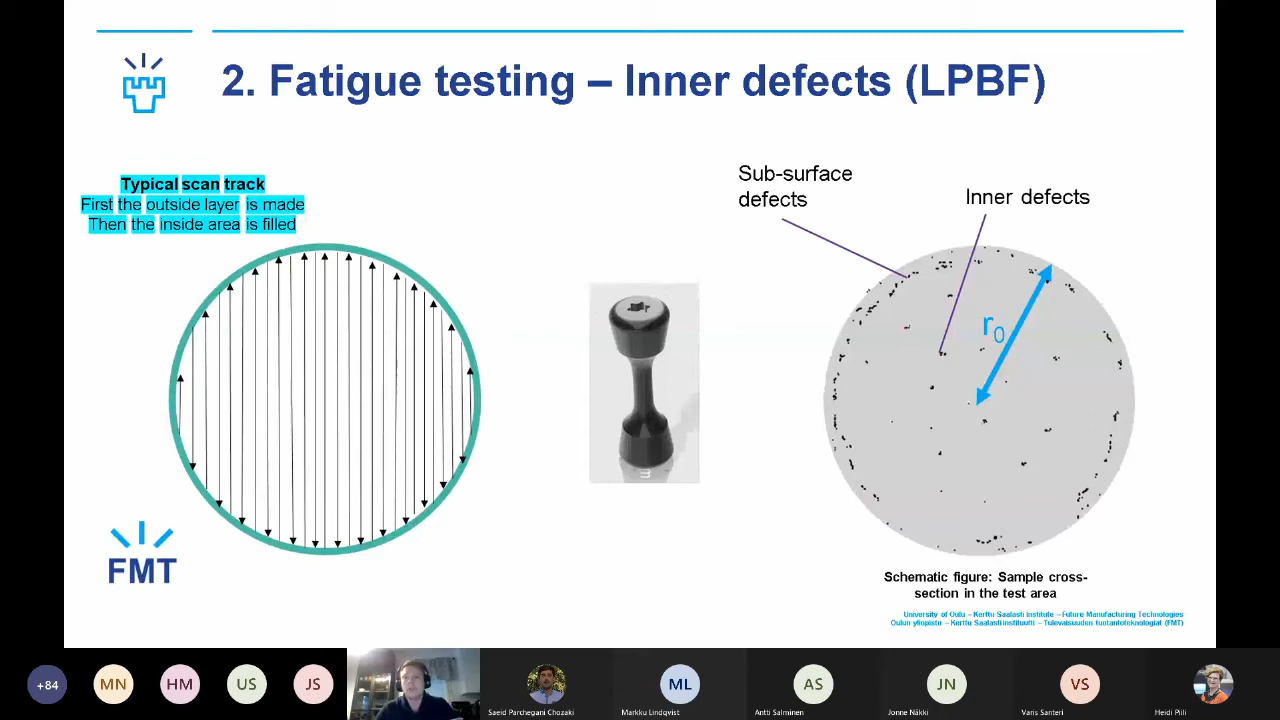 2. Fatigue testing – Inner defects (LPBF)
Typical scan track
First the outside layer is made
Then the inside area is filled
Sub-surface
defects
Inner defects
r0
FMT
Schematic figure: Sample cross-
section in the test area
University of Oulu – Kerttu Saalasti Institute – Future Manufacturing Technologies
Oulun yliopisto – Kerttu Saalasti instituutti – Tulevaisuuden tuotantoteknologiat (FMT)
+84
MN
HM
US
JS
ML
AS
JN
VS
Saeid Parchegani Chozaki
Markku Lindqvist
Antti Salminen
Jonne Näkki
Varis Santeri
Heidi Piili